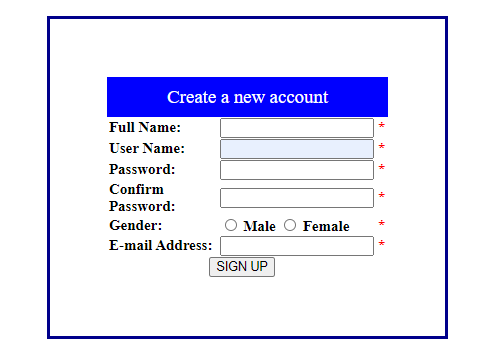 Create a new account
Full Name: *
User Name: *
Password: *
Confirm
Password: *
Gender: Male Female *
E-mail Address: *
SIGN UP